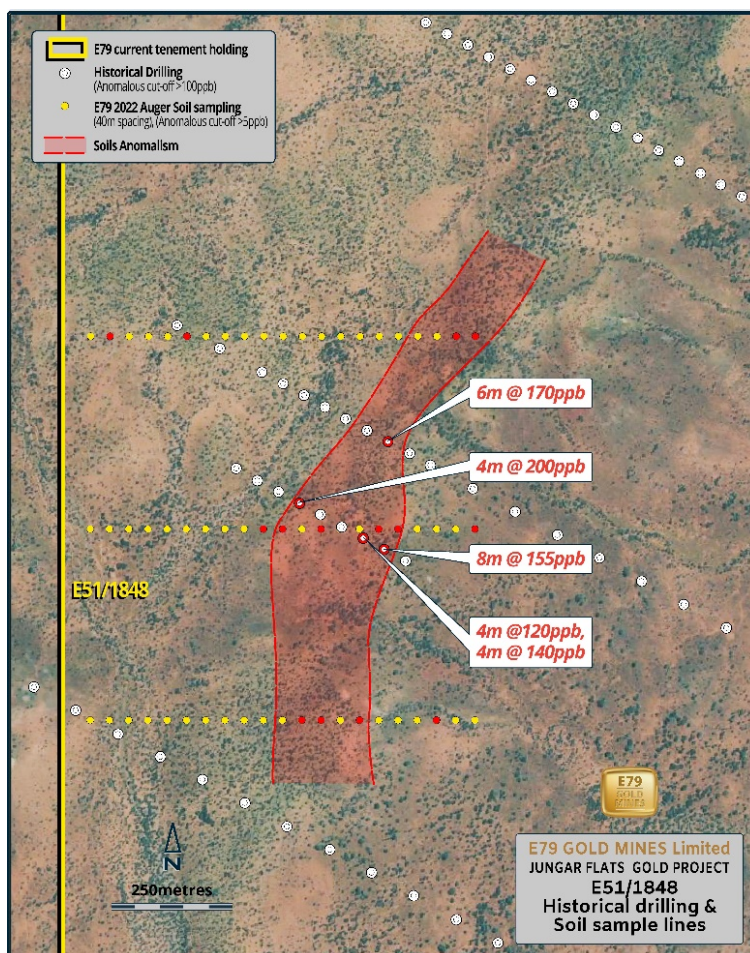 E79 current tenement holding
Historical Drilling
(Anomalous cut-off >100ppb)
E79 2022 Auger Soil sampling
(40m spacing), (Anomalous cut-off >5ppb)
Soils Anomalism
6m @ 170ppb
4m @ 200ppb
8m @ 155ppb
E51/1848
4m @120ppb,
4m @ 140ppb
N
250metres
E79
GOLD
MINES
E79 GOLD MINES Limited
JUNGAR FLATS GOLD PROJECT
E51/1848
Historical drilling &
Soil sample lines